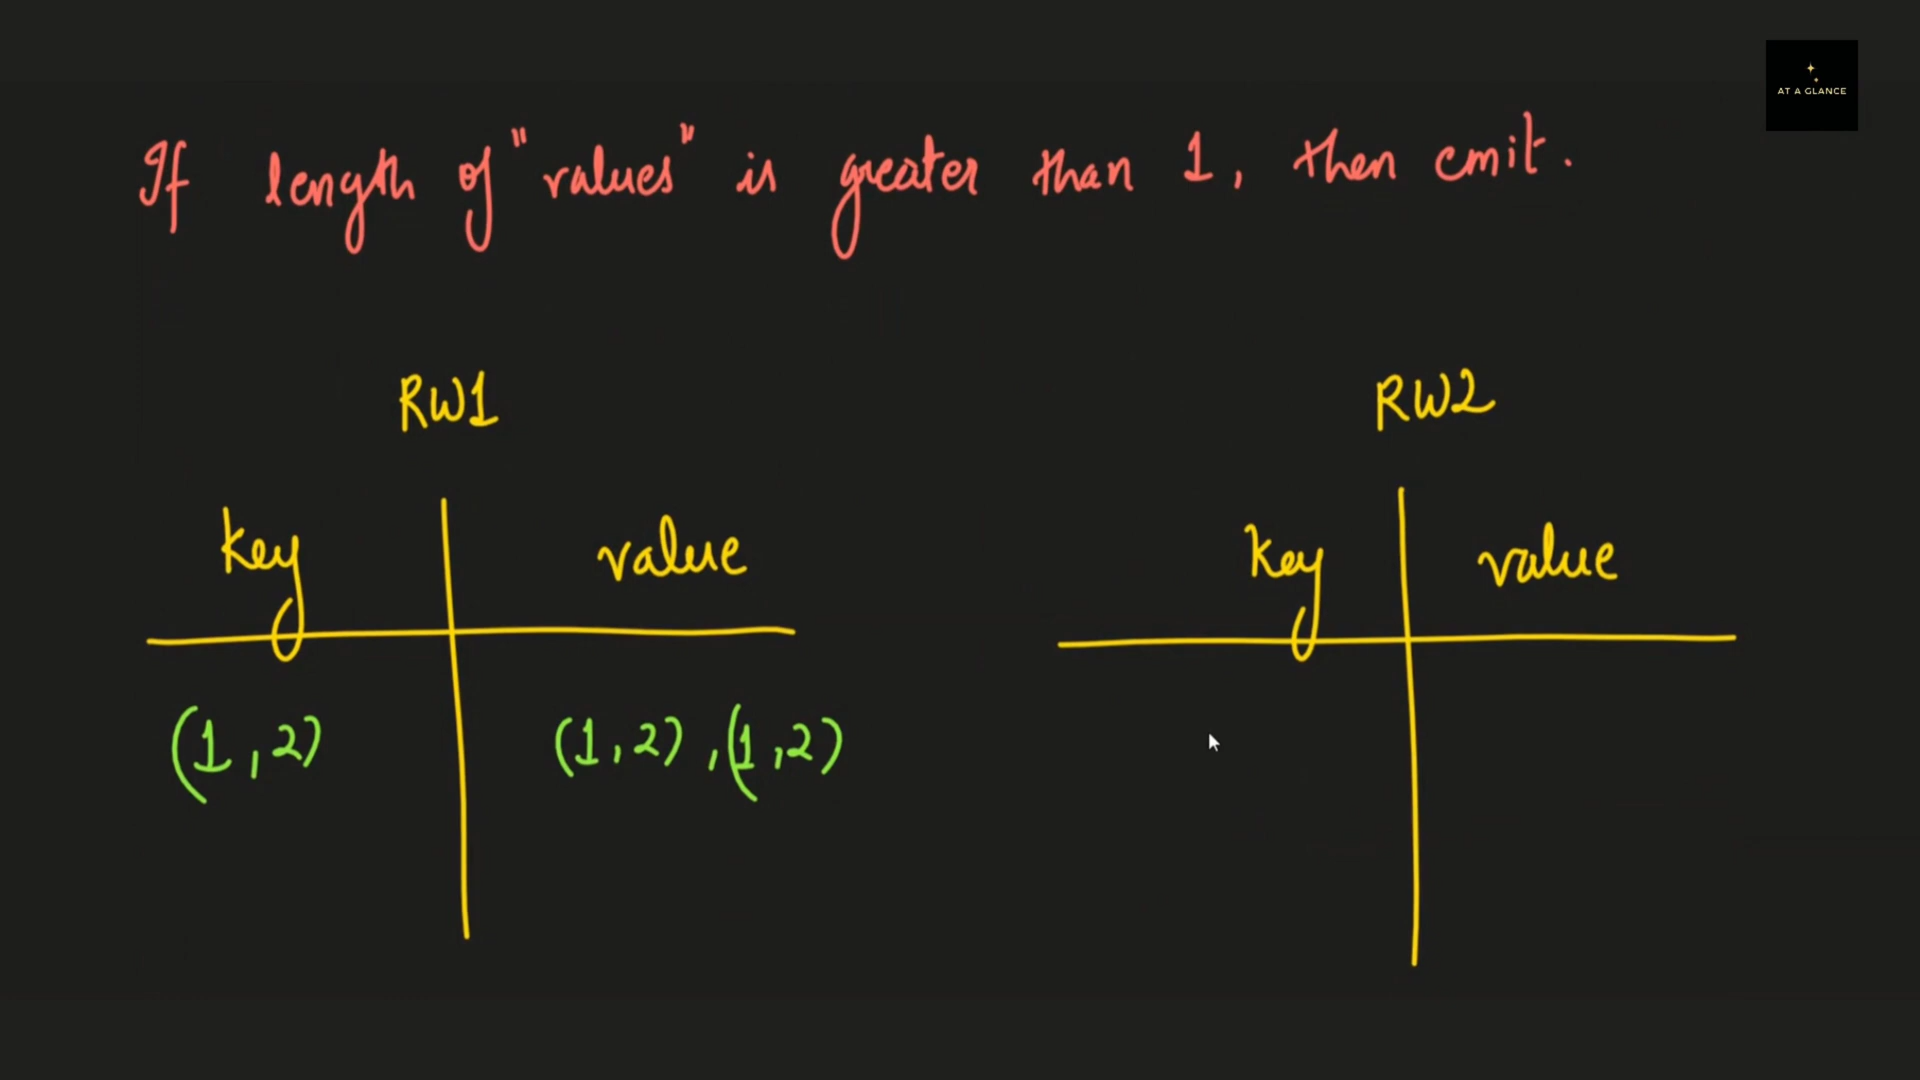 AT A GLANCE
If length of "values" is greater than 1, then emit.
RW1
RW2
key value
key value
(1,2) (1,2),(1,2)